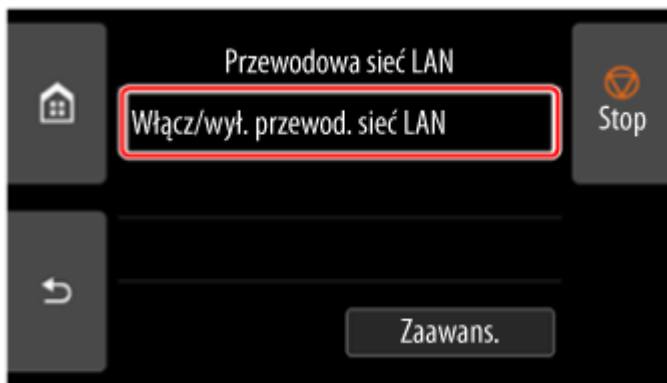 Przewodowa sieć LAN
Włącz/wył. przewod. sieć LAN
Stop
Zaawans.